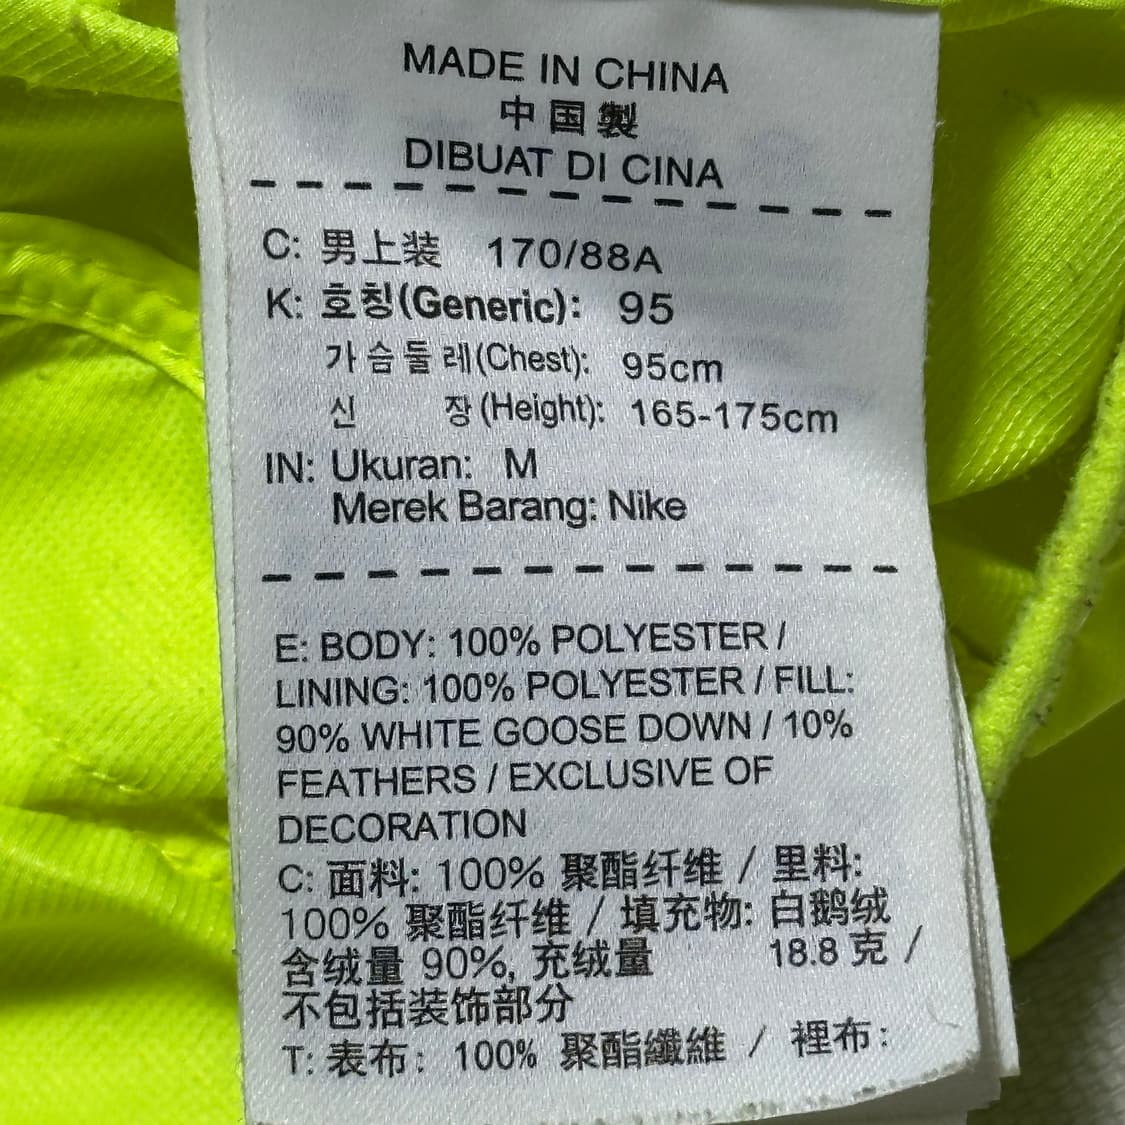 MADE IN CHINA
中国製
DIBUAT DI CINA
C: 男上装 170/88A
K: 호칭(Generic): 95
가슴둘레(Chest): 95cm
신 장(Height): 165-175cm
IN: Ukuran: M
Merek Barang: Nike
E: BODY: 100% POLYESTER /
LINING: 100% POLYESTER / FILL:
90% WHITE GOOSE DOWN / 10%
FEATHERS / EXCLUSIVE OF
DECORATION
C: 面料: 100% 聚酯纤维 / 里料:
100% 聚酯纤维 / 填充物: 白鹅绒
含绒量 90%, 充绒量 18.8 克 /
不包括装饰部分
T: 表布: 100% 聚酯纖維 / 裡布: